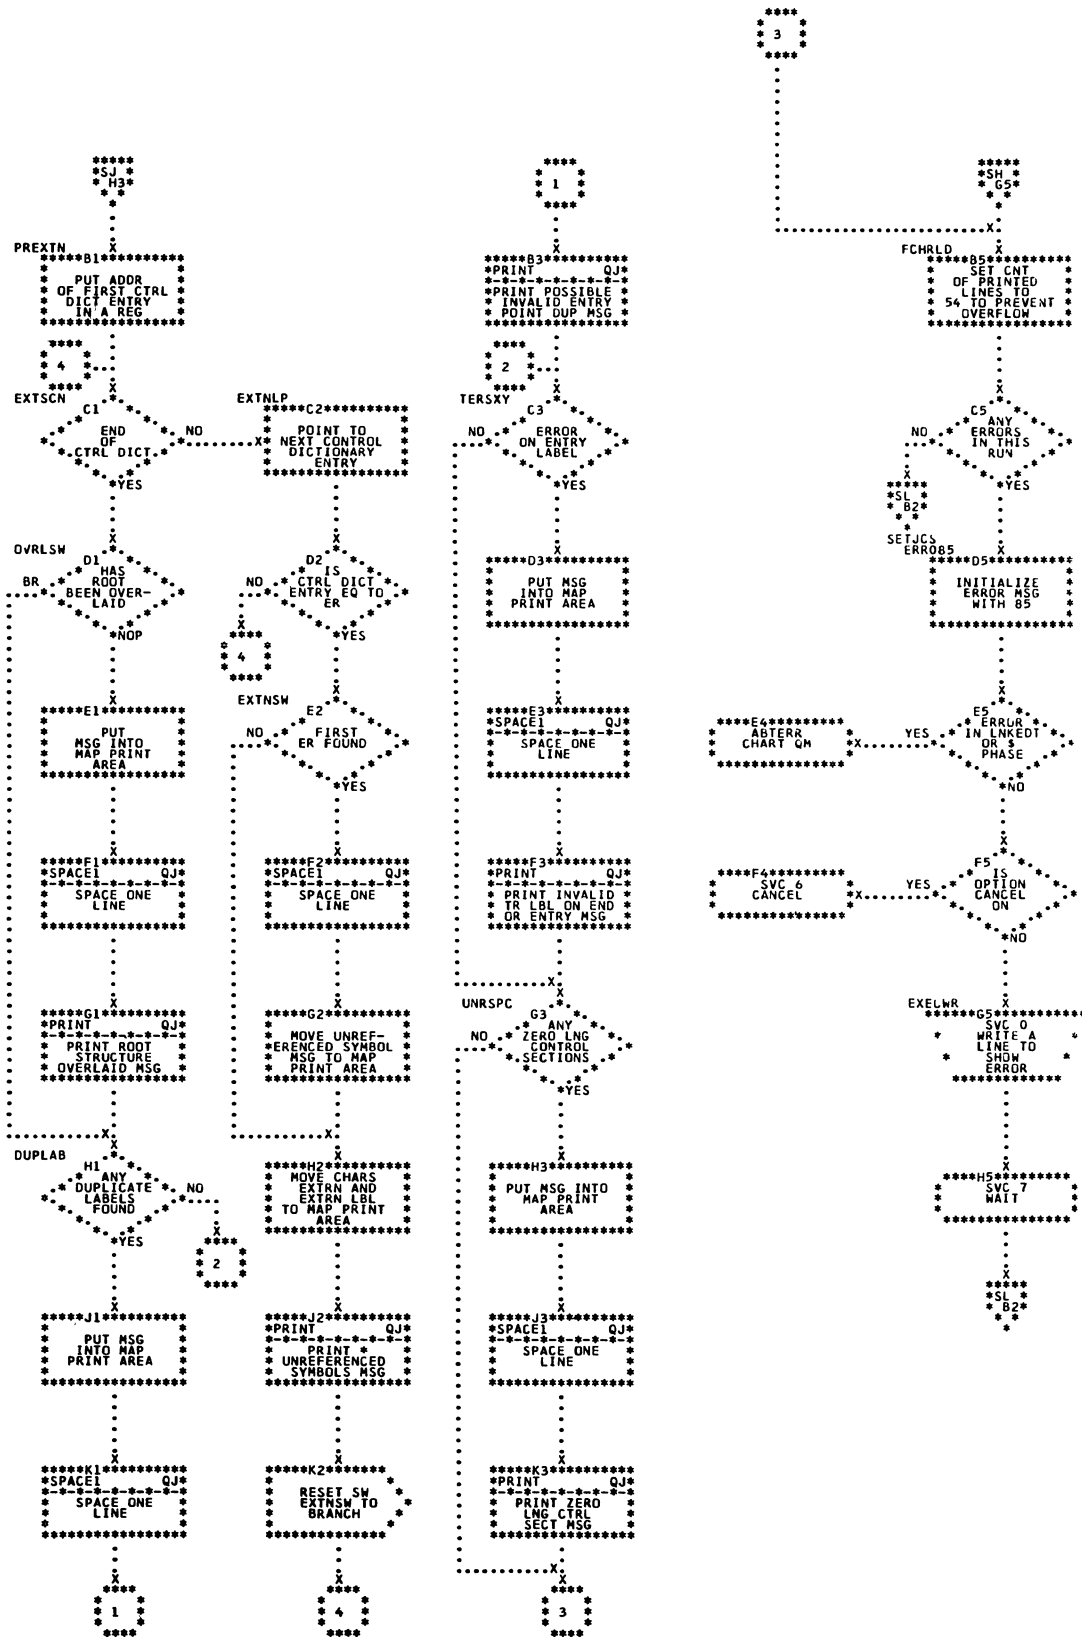 3
SJ
H3
1
SH
G5
PREXTN
B1
PUT ADDR
OF FIRST CTRL
DICT ENTRY
IN A REG
B3
PRINT QJ
PRINT POSSIBLE
INVALID ENTRY
POINT DUP MSG
FCHRLD
B5
SET CNT
OF PRINTED
LINES TO
54 TO PREVENT
OVERFLOW
4
2
EXTSCN
C1
END
OF
CTRL DICT
NO
YES
EXTNLP
C2
POINT TO
NEXT CONTROL
DICTIONARY
ENTRY
TERSXY
C3
NO
ERROR
ON ENTRY
LABEL
YES
C5
NO
ANY
ERRORS
IN THIS
RUN
YES
SL
B2
SETJCS
OVRLSW
D1
BR
HAS
ROOT
BEEN OVER-
LAID
NOP
D2
NO
IS
CTRL DICT
ENTRY EQ TO
ER
YES
4
D3
PUT MSG
INTO MAP
PRINT AREA
ERR085
D5
INITIALIZE
ERROR MSG
WITH 85
E1
PUT
MSG INTO
MAP PRINT
AREA
EXTNSW
E2
NO
FIRST
ER FOUND
YES
E3
SPACE1 QJ
SPACE ONE
LINE
E4
ABTERR
CHART QM
YES
E5
ERROR
IN LNKEDT
OR $
PHASE
NO
F1
SPACE1 QJ
SPACE ONE
LINE
F2
SPACE1 QJ
SPACE ONE
LINE
F3
PRINT QJ
PRINT INVALID
TR LBL ON END
OR ENTRY MSG
F4
SVC 6
CANCEL
YES
F5
IS
OPTION
CANCEL
ON
NO
G1
PRINT QJ
PRINT ROOT
STRUCTURE
OVERLAID MSG
G2
MOVE UNREF-
ERENCED SYMBOL
MSG TO MAP
PRINT AREA
UNRSPC
G3
NO
ANY
ZERO LNG
CONTROL
SECTIONS
YES
EXEOWR
G5
SVC 0
WRITE A
LINE TO
SHOW
ERROR
DUPLAB
H1
ANY
DUPLICATE
LABELS
FOUND
NO
YES
2
H2
MOVE CHARS
EXTRN AND
EXTRN LBL
TO MAP PRINT
AREA
H3
PUT MSG INTO
MAP PRINT
AREA
H5
SVC 7
WAIT
SL
B2
J1
PUT MSG
INTO MAP
PRINT AREA
J2
PRINT QJ
PRINT *
UNREFERENCED
SYMBOLS MSG
J3
SPACE1 QJ
SPACE ONE
LINE
K1
SPACE1 QJ
SPACE ONE
LINE
K2
RESET SW
EXTNSW TO
BRANCH
K3
PRINT QJ
PRINT ZERO
LNG CTRL
SECT MSG
1
4
3